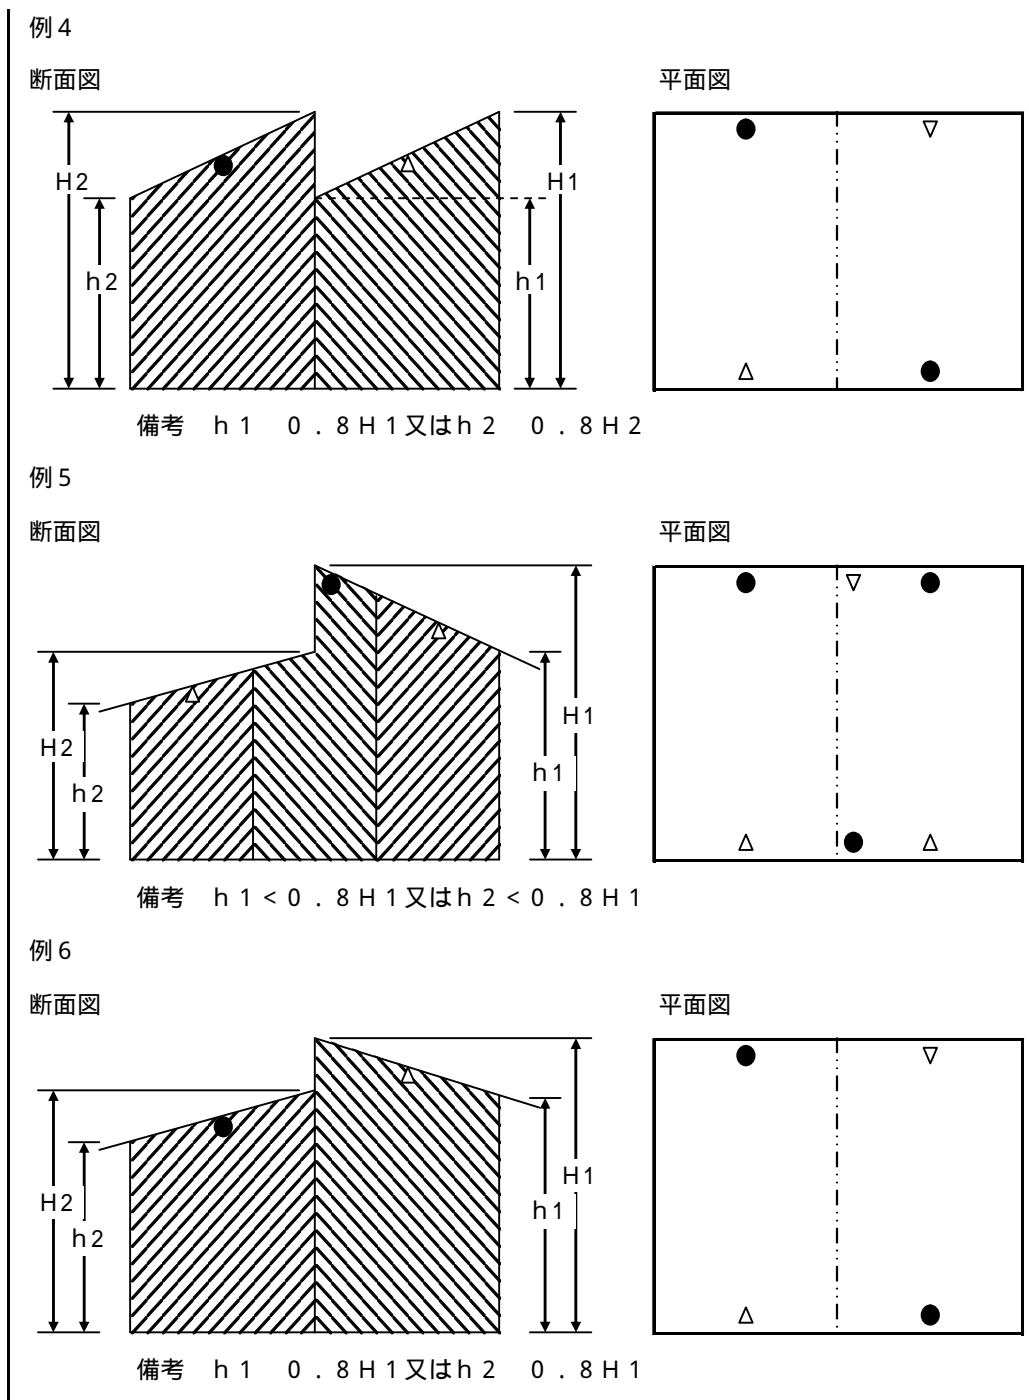 例4
断面図 平面図
H2 H1
h2 h1
備考 h1 0.8H1又はh2 0.8H2
例5
断面図 平面図
H1
H2
h1
h2
備考 h1<0.8H1又はh2<0.8H1
例6
断面図 平面図
H1
H2 h1
h2
備考 h1 0.8H1又はh2 0.8H1